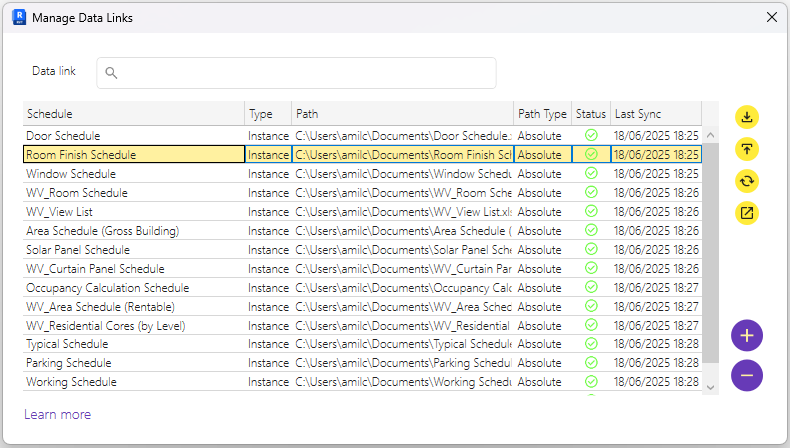 Manage Data Links
Data link
Schedule Type Path Path Type Status Last Sync
Door Schedule Instance C:\Users\amilc\Documents\Door Schedule. Absolute 18/06/2025 18:25
Room Finish Schedule Instance C:\Users\amilc\Documents\Room Finish Sc Absolute 18/06/2025 18:25
Window Schedule Instance C:\Users\amilc\Documents\Window Schedu Absolute 18/06/2025 18:25
WV_Room Schedule Instance C:\Users\amilc\Documents\WV_Room Sche Absolute 18/06/2025 18:26
WV_View List Instance C:\Users\amilc\Documents\WV_View List.xls Absolute 18/06/2025 18:26
Area Schedule (Gross Building) Instance C:\Users\amilc\Documents\Area Schedule ( Absolute 18/06/2025 18:26
Solar Panel Schedule Instance C:\Users\amilc\Documents\Solar Panel Sche Absolute 18/06/2025 18:26
WV_Curtain Panel Schedule Instance C:\Users\amilc\Documents\WV_Curtain Pan Absolute 18/06/2025 18:26
Occupancy Calculation Schedule Instance C:\Users\amilc\Documents\Occupancy Calc Absolute 18/06/2025 18:27
WV_Area Schedule (Rentable) Instance C:\Users\amilc\Documents\WV_Area Sched Absolute 18/06/2025 18:27
WV_Residential Cores (by Level) Instance C:\Users\amilc\Documents\WV_Residential Absolute 18/06/2025 18:27
Typical Schedule Instance C:\Users\amilc\Documents\Typical Schedule Absolute 18/06/2025 18:28
Parking Schedule Instance C:\Users\amilc\Documents\Parking Schedul Absolute 18/06/2025 18:28
Working Schedule Instance C:\Users\amilc\Documents\Working Schedu Absolute 18/06/2025 18:28
Learn more